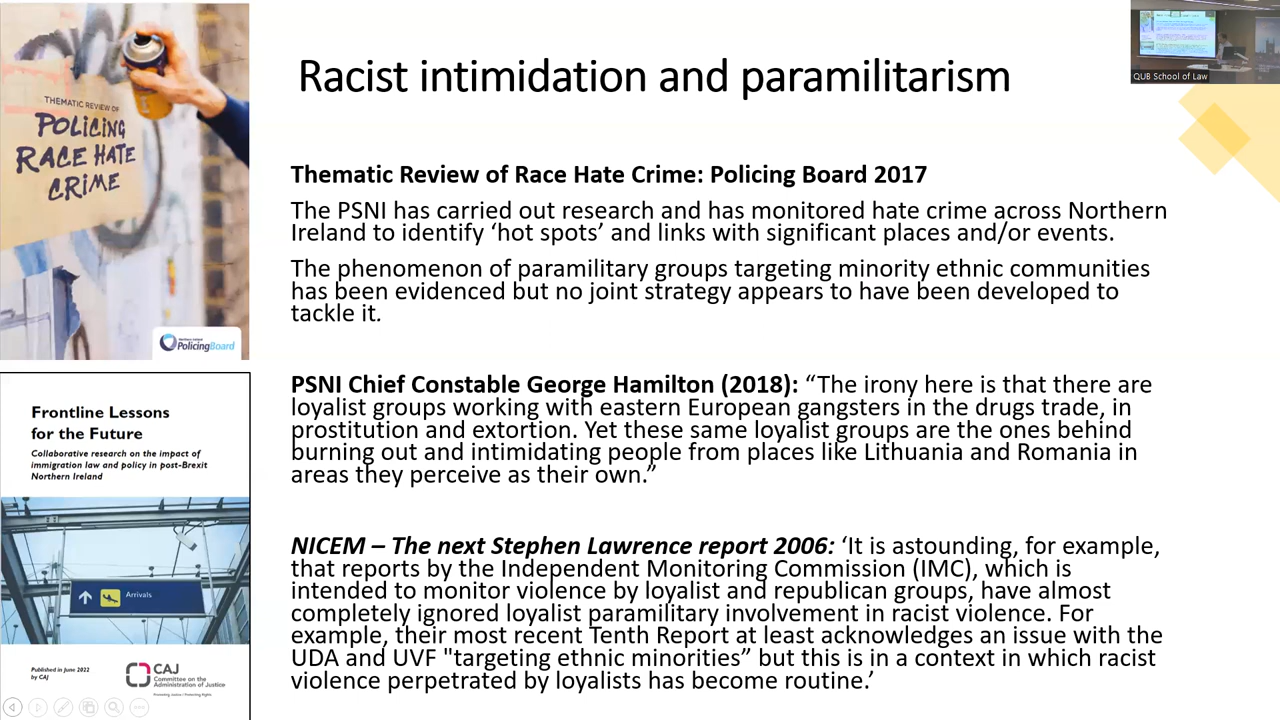 QUB School of Law
Racist intimidation and paramilitarism
THEMATIC REVIEW OF
POLICING
RACE HATE
CRIME
Northern Ireland
PolicingBoard
Thematic Review of Race Hate Crime: Policing Board 2017
The PSNI has carried out research and has monitored hate crime across Northern
Ireland to identify ‘hot spots’ and links with significant places and/or events.
The phenomenon of paramilitary groups targeting minority ethnic communities
has been evidenced but no joint strategy appears to have been developed to
tackle it.
PSNI Chief Constable George Hamilton (2018): “The irony here is that there are
loyalist groups working with eastern European gangsters in the drugs trade, in
prostitution and extortion. Yet these same loyalist groups are the ones behind
burning out and intimidating people from places like Lithuania and Romania in
areas they perceive as their own.”
NICEM – The next Stephen Lawrence report 2006: ‘It is astounding, for example,
that reports by the Independent Monitoring Commission (IMC), which is
intended to monitor violence by loyalist and republican groups, have almost
completely ignored loyalist paramilitary involvement in racist violence. For
example, their most recent Tenth Report at least acknowledges an issue with the
UDA and UVF "targeting ethnic minorities” but this is in a context in which racist
violence perpetrated by loyalists has become routine.’
Frontline Lessons
for the Future
Collaborative research on the impact of
immigration law and policy in post-Brexit
Northern Ireland
Arrivals
Published in June 2022
by CAJ
CAJ
Committee on the
Administration of Justice
Promoting Justice / Protecting Rights